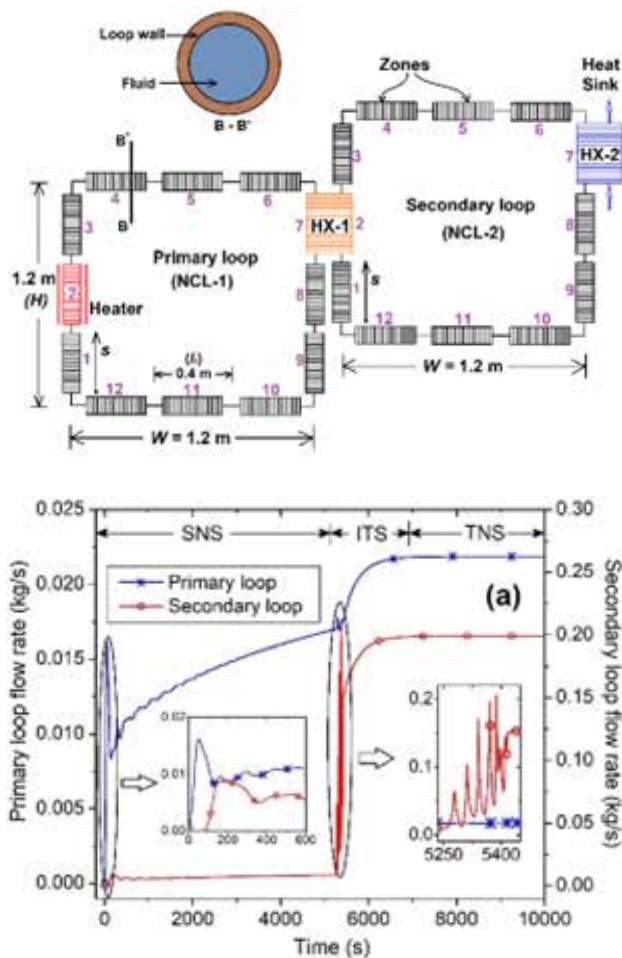 Loop wall
Fluid
B - B'
Zones
Heat
Sink
4
5
6
HX-2
7
3
B'
4
5
6
B
3
7
HX-1
2
Secondary loop
(NCL-2)
8
1.2 m
(H)
2
Heater
Primary loop
(NCL-1)
8
1
s
9
1
s
(L)
0.4 m
9
12
11
10
12
11
10
W = 1.2 m
W = 1.2 m
0.025
0.020
0.015
0.010
0.005
0.000
Primary loop flow rate (kg/s)
SNS
ITS
TNS
Primary loop
Secondary loop
(a)
0.02
0.01
0.00
0
200
400
600
0.2
0.1
0.0
5250
5400
0.30
0.25
0.20
0.15
0.10
0.05
0.00
Secondary loop flow rate (kg/s)
0
2000
4000
6000
8000
10000
Time (s)